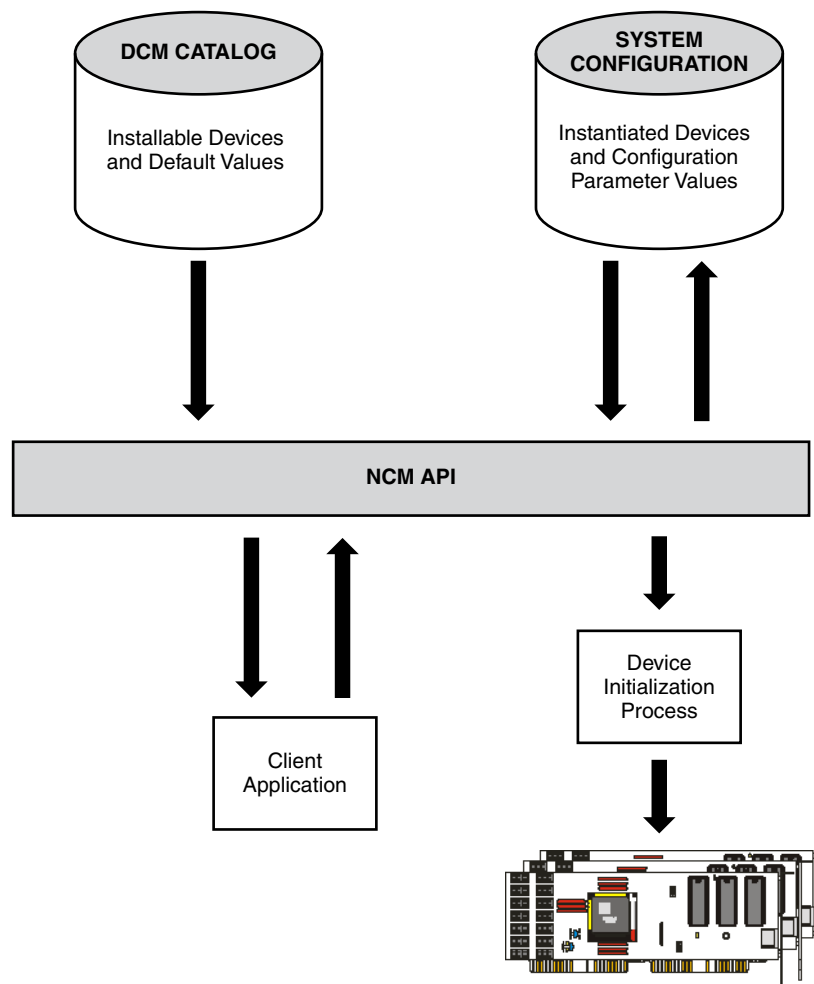 DCM CATALOG
Installable Devices
and Default Values
SYSTEM
CONFIGURATION
Instantiated Devices
and Configuration
Parameter Values
NCM API
Device
Initialization
Process
Client
Application